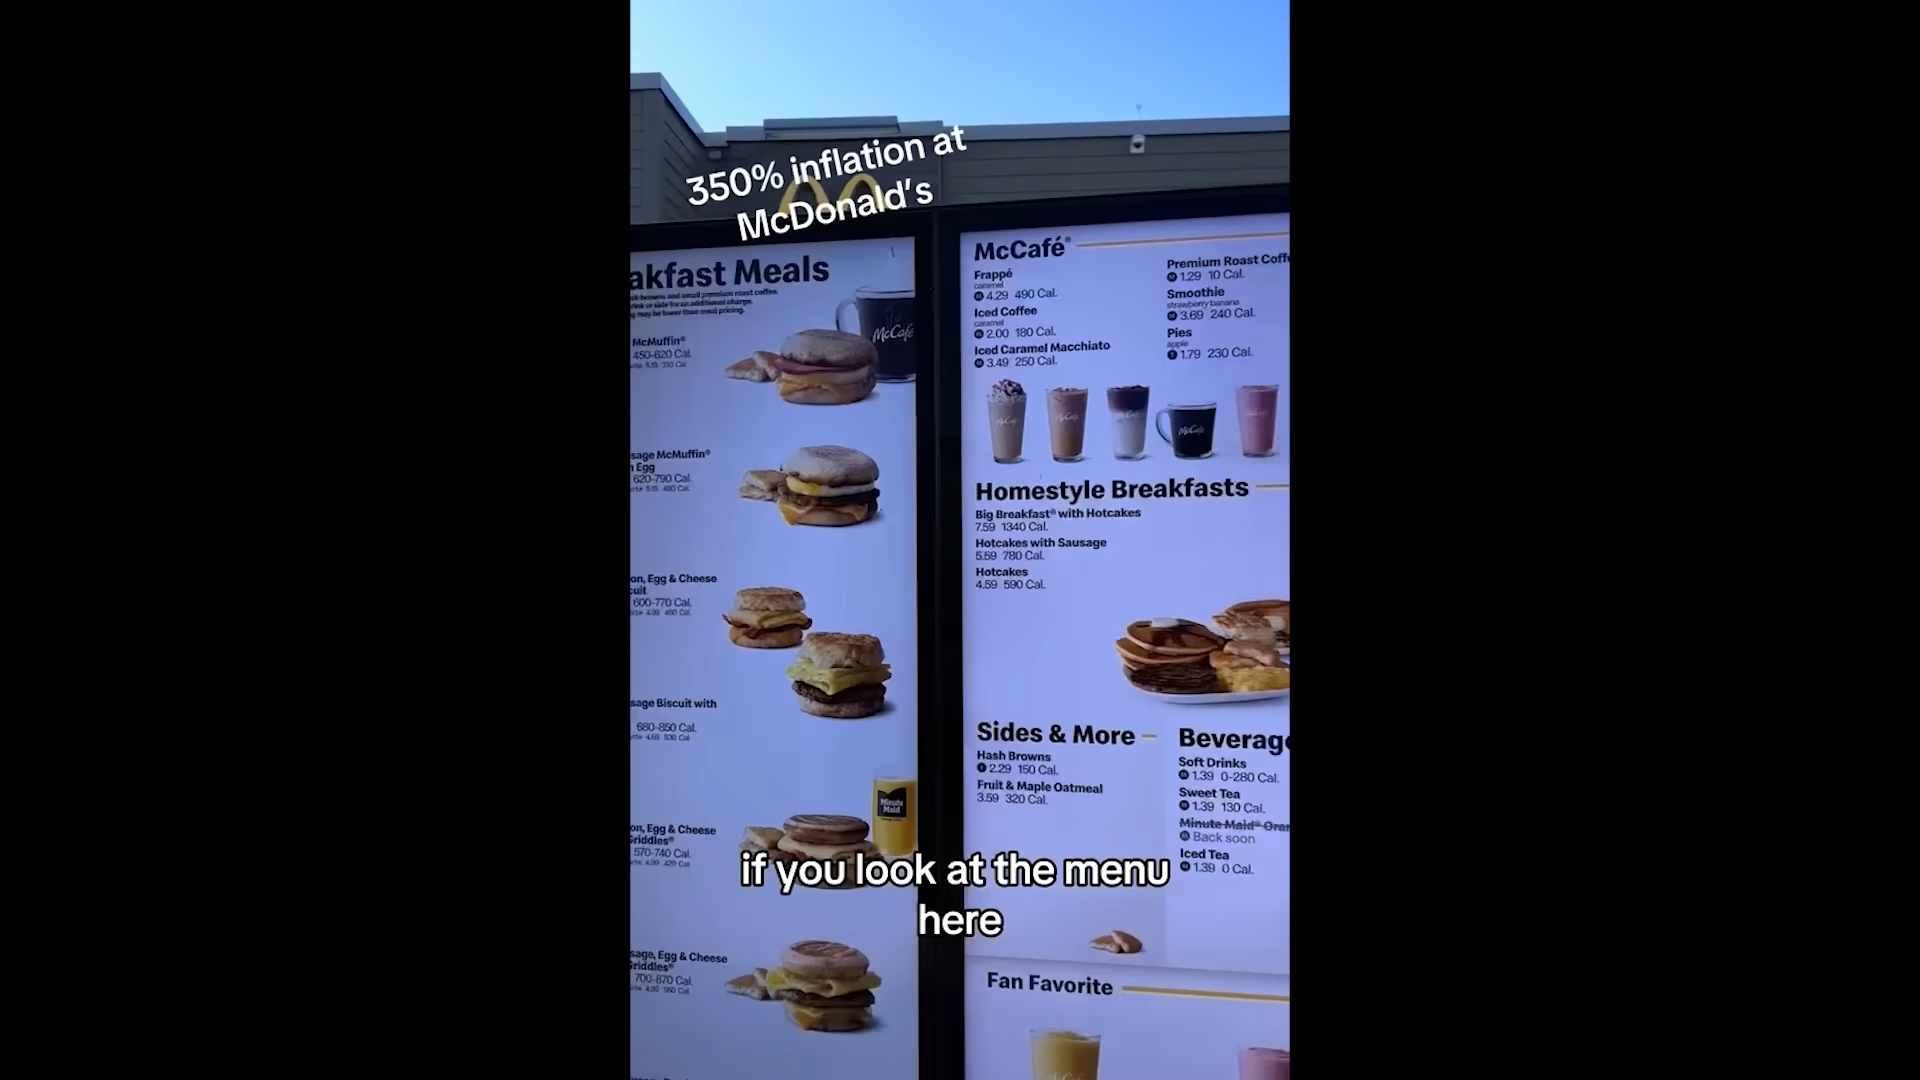 350% inflation at
McDonald's
akfast Meals
McMuffin®
450-620 Cal.
sage McMuffin®
Egg
620-790 Cal.
on, Egg & Cheese
cuit
600-770 Cal.
sage Biscuit with
680-850 Cal.
on, Egg & Cheese
Griddles®
570-740 Cal.
sage, Egg & Cheese
Griddles®
700-870 Cal.
McCafé
Minute
Maid
McCafé®
Frappé
caramel
M 4.29 490 Cal.
Iced Coffee
caramel
M 2.00 180 Cal.
Iced Caramel Macchiato
M 3.49 250 Cal.
Premium Roast Coff
M 1.29 10 Cal.
Smoothie
strawberry banana
M 3.69 240 Cal.
Pies
apple
1 1.79 230 Cal.
Homestyle Breakfasts
Big Breakfast® with Hotcakes
7.59 1340 Cal.
Hotcakes with Sausage
5.59 780 Cal.
Hotcakes
4.59 590 Cal.
Sides & More
Hash Browns
1 2.29 150 Cal.
Fruit & Maple Oatmeal
3.59 320 Cal.
Beverage
Soft Drinks
M 1.39 0-280 Cal.
Sweet Tea
M 1.39 130 Cal.
Minute Maid® Oran
M Back soon
Iced Tea
M 1.39 0 Cal.
if you look at the menu
here
Fan Favorite